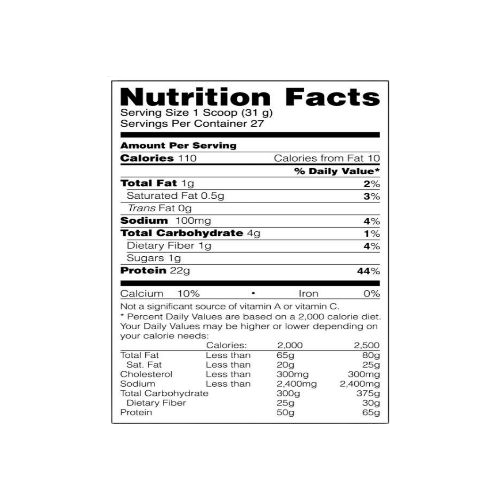 Nutrition Facts
Serving Size 1 Scoop (31 g)
Servings Per Container 27
Amount Per Serving
Calories 110 Calories from Fat 10
% Daily Value*
Total Fat 1g 2%
Saturated Fat 0.5g 3%
Trans Fat 0g
Sodium 100mg 4%
Total Carbohydrate 4g 1%
Dietary Fiber 1g 4%
Sugars 1g
Protein 22g 44%
Calcium 10% • Iron 0%
Not a significant source of vitamin A or vitamin C.
* Percent Daily Values are based on a 2,000 calorie diet.
Your Daily Values may be higher or lower depending on
your calorie needs:
Calories: 2,000 2,500
Total Fat Less than 65g 80g
Sat. Fat Less than 20g 25g
Cholesterol Less than 300mg 300mg
Sodium Less than 2,400mg 2,400mg
Total Carbohydrate 300g 375g
Dietary Fiber 25g 30g
Protein 50g 65g